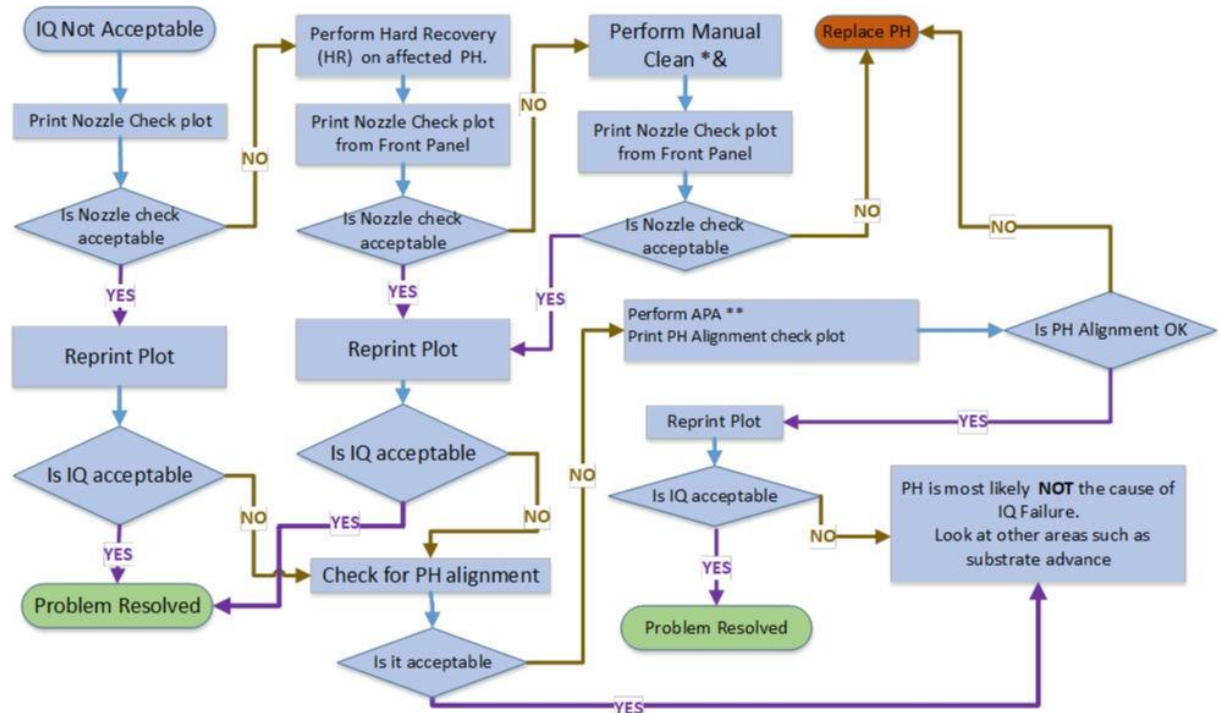 IQ Not Acceptable
Print Nozzle Check plot
Is Nozzle check
acceptable
NO
YES
Reprint Plot
Is IQ acceptable
NO
YES
Problem Resolved
Perform Hard Recovery
(HR) on affected PH.
Print Nozzle Check plot
from Front Panel
Is Nozzle check
acceptable
NO
YES
Reprint Plot
Is IQ acceptable
YES
NO
Check for PH alignment
Is it acceptable
NO
YES
Perform Manual
Clean *&
Print Nozzle Check plot
from Front Panel
Is Nozzle check
acceptable
NO
YES
Replace PH
Perform APA **
Print PH Alignment check plot
Is PH Alignment OK
NO
YES
Reprint Plot
Is IQ acceptable
NO
YES
Problem Resolved
PH is most likely NOT the cause of
IQ Failure.
Look at other areas such as
substrate advance